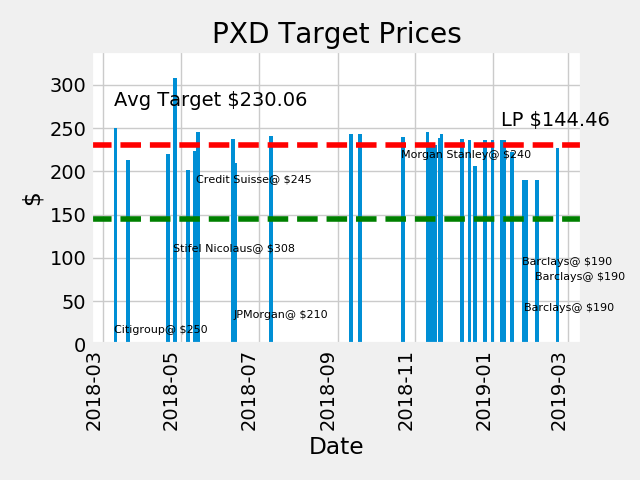 PXD Target Prices
300
250
200
150
100
50
0
$
Avg Target $230.06
LP $144.46
Morgan Stanley@ $240
Credit Suisse@ $245
Stifel Nicolaus@ $308
Barclays@ $190
Barclays@ $190
Barclays@ $190
JPMorgan@ $210
Citigroup@ $250
2018-03
2018-05
2018-07
2018-09
2018-11
2019-01
2019-03
Date